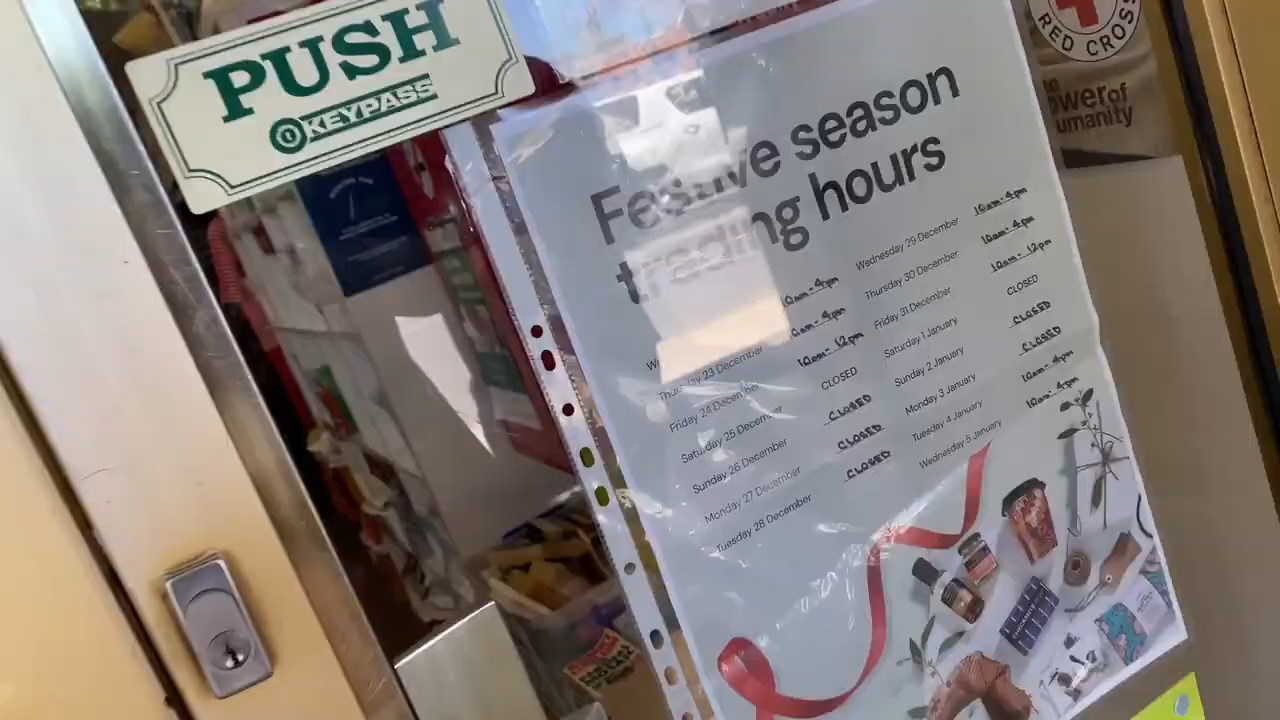 PUSH
KEYPASS
Festive season
trading hours
10am-4pm
Thursday 23 December 10am-4pm
Friday 24 December 10am-12pm
Saturday 25 December CLOSED
Sunday 26 December CLOSED
Monday 27 December CLOSED
Tuesday 28 December CLOSED
Wednesday 29 December 10am-4pm
Thursday 30 December 10am-4pm
Friday 31 December 10am-12pm
Saturday 1 January CLOSED
Sunday 2 January CLOSED
Monday 3 January CLOSED
Tuesday 4 January 10am-4pm
Wednesday 5 January 10am-4pm
RED CROSS
power of
humanity